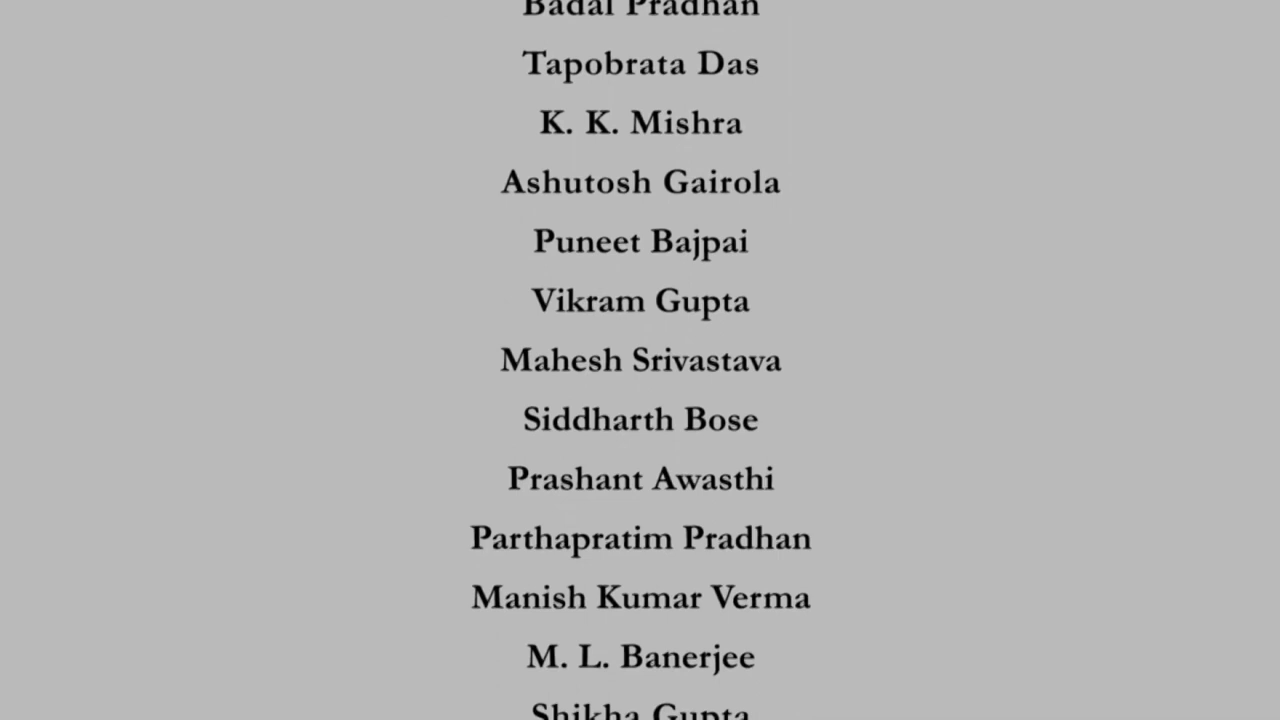 Badal Pradhan
Tapobrata Das
K. K. Mishra
Ashutosh Gairola
Puneet Bajpai
Vikram Gupta
Mahesh Srivastava
Siddharth Bose
Prashant Awasthi
Parthapratim Pradhan
Manish Kumar Verma
M. L. Banerjee
Shikha Gupta